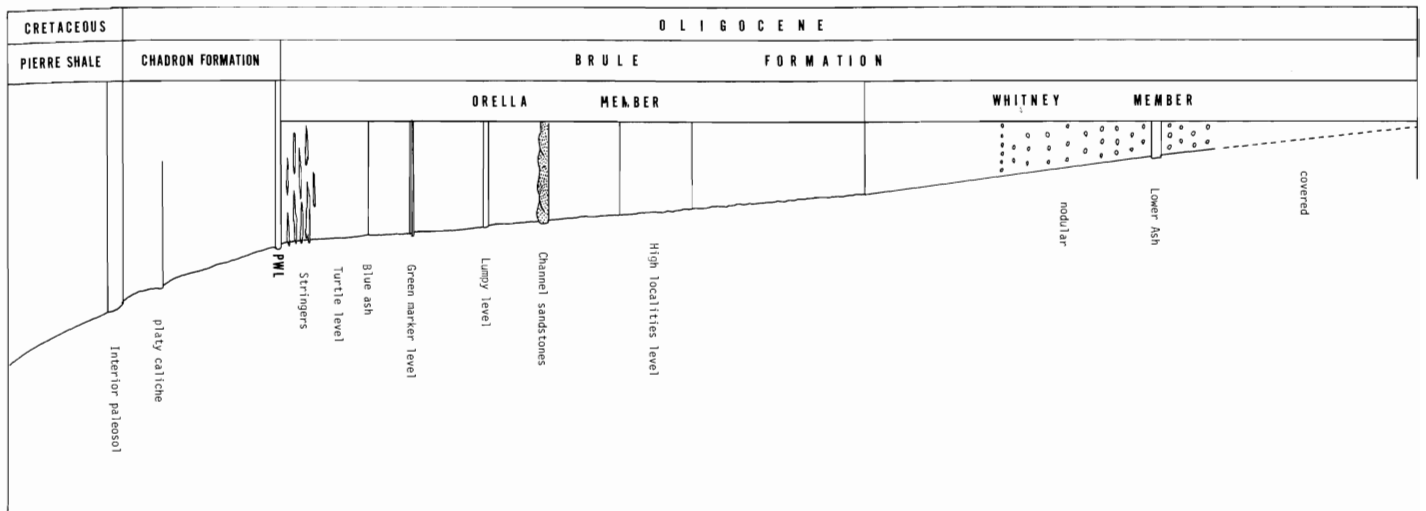 CRETACEOUS
OLIGOCENE
PIERRE SHALE
CHADRON FORMATION
BRULE FORMATION
ORELLA MEMBER
WHITNEY MEMBER
Interior paleosol
platy caliche
PWL
Stringers
Turtle level
Blue ash
Green marker level
Lumpy level
Channel sandstones
High localities level
nodular
Lower Ash
covered